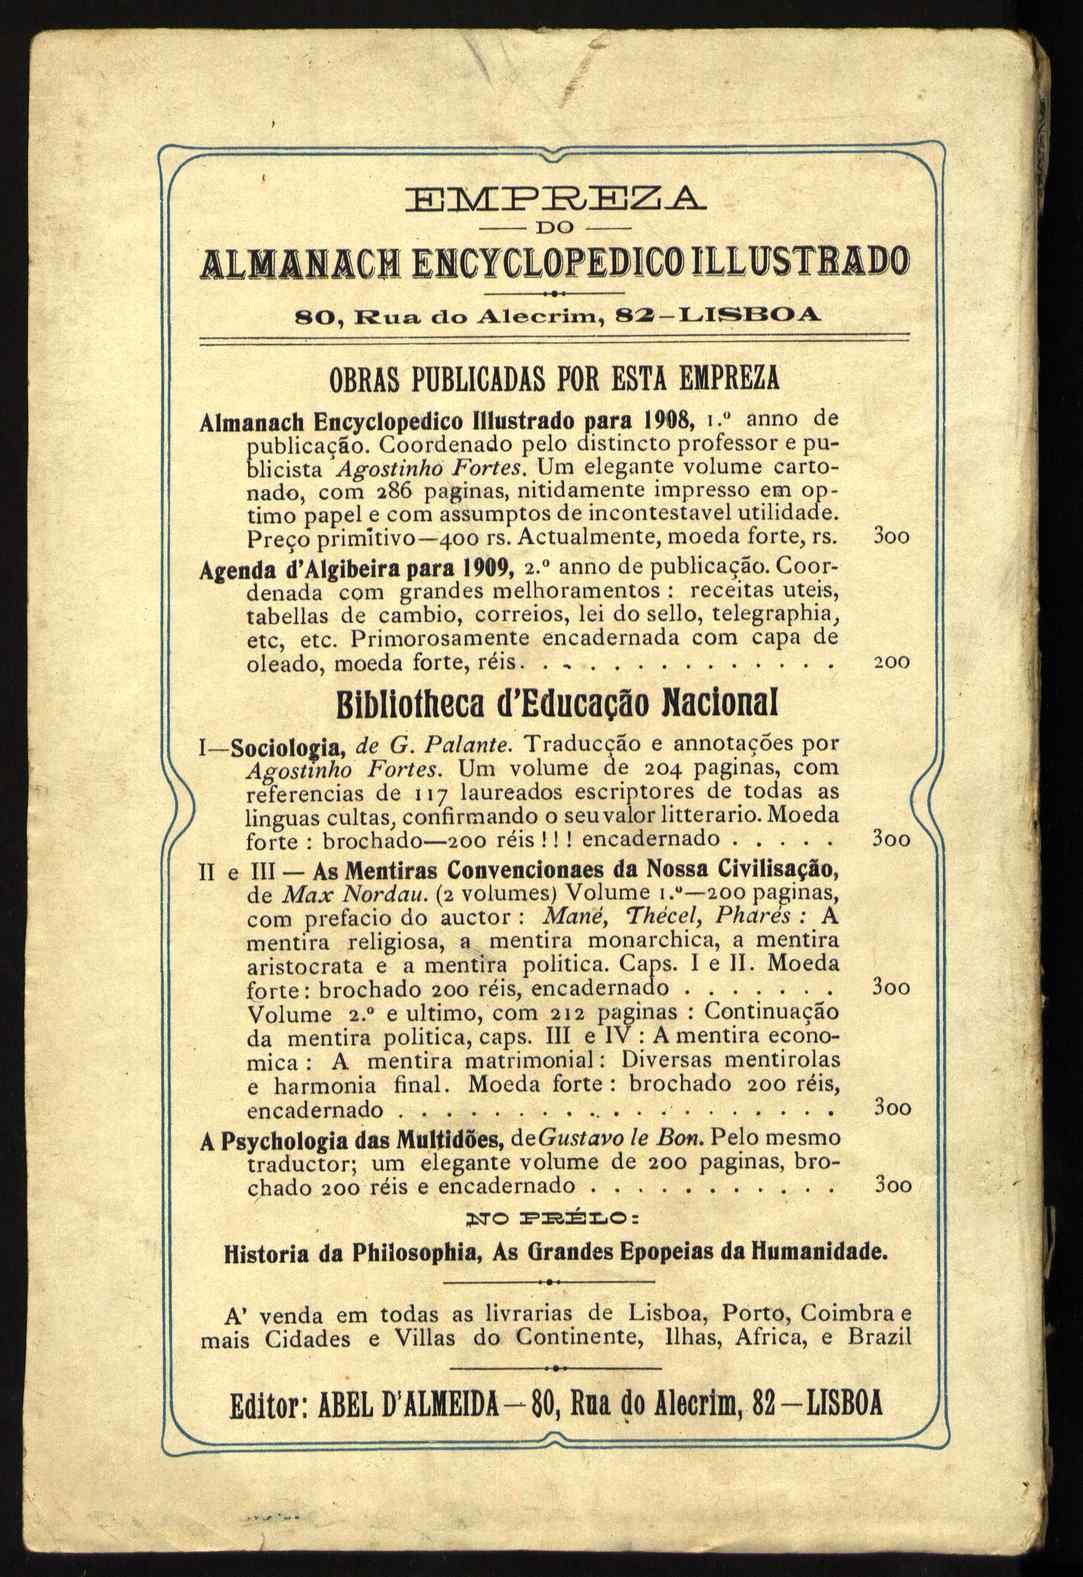 EMPREZA
DO
ALMANACH ENCYCLOPEDICO ILLUSTRADO
80, Rua do Alecrim, 82—LISBOA
OBRAS PUBLICADAS POR ESTA EMPREZA
Almanach Encyclopedico Illustrado para 1908, 1.º anno de
publicação. Coordenado pelo distincto professor e pu-
blicista Agostinho Fortes. Um elegante volume carto-
nado, com 286 paginas, nitidamente impresso em op-
timo papel e com assumptos de incontestavel utilidade.
Preço primitivo—400 rs. Actualmente, moeda forte, rs. 300
Agenda d'Algibeira para 1909, 2.º anno de publicação. Coor-
denada com grandes melhoramentos : receitas uteis,
tabellas de cambio, correios, lei do sello, telegraphia,
etc, etc. Primorosamente encadernada com capa de
oleado, moeda forte, réis. . . . . . . . . . . . . . 200
Bibliotheca d'Educação Nacional
I—Sociologia, de G. Palante. Traducção e annotações por
Agostinho Fortes. Um volume de 204 paginas, com
referencias de 117 laureados escriptores de todas as
linguas cultas, confirmando o seu valor litterario. Moeda
forte : brochado—200 réis ! ! ! encadernado . . . . . 300
II e III — As Mentiras Convencionaes da Nossa Civilisação,
de Max Nordau. (2 volumes) Volume 1.º—200 paginas,
com prefacio do auctor : Mané, Thécel, Pharés : A
mentira religiosa, a mentira monarchica, a mentira
aristocrata e a mentira politica. Caps. I e II. Moeda
forte : brochado 200 réis, encadernado . . . . . . . 300
Volume 2.º e ultimo, com 212 paginas : Continuação
da mentira politica, caps. III e IV : A mentira econo-
mica : A mentira matrimonial : Diversas mentirolas
e harmonia final. Moeda forte : brochado 200 réis,
encadernado . . . . . . . . . . . . . . . . . . . 300
A Psychologia das Multidões, de Gustavo le Bon. Pelo mesmo
traductor; um elegante volume de 200 paginas, bro-
chado 200 réis e encadernado . . . . . . . . . . . 300
NO PRÉLO:
Historia da Philosophia, As Grandes Epopeias da Humanidade.
A' venda em todas as livrarias de Lisboa, Porto, Coimbra e
mais Cidades e Villas do Continente, Ilhas, Africa, e Brazil
Editor: ABEL D'ALMEIDA—80, Rua do Alecrim, 82—LISBOA